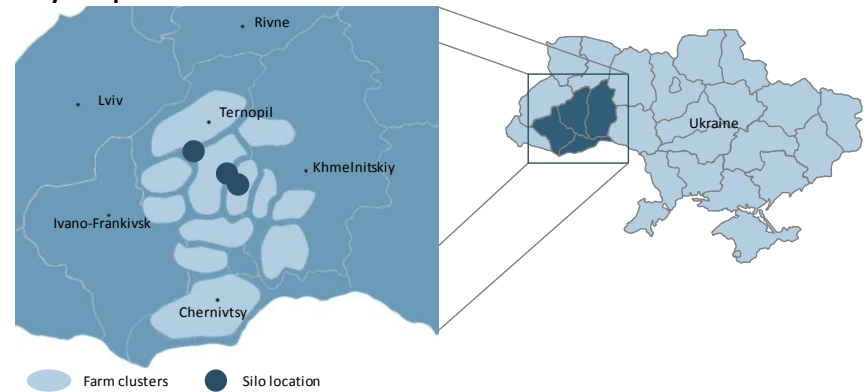 Rivne
Lviv
Ternopil
Khmelnitskiy
Ivano-Frankivsk
Chernivtsy
Ukraine
Farm clusters
Silo location